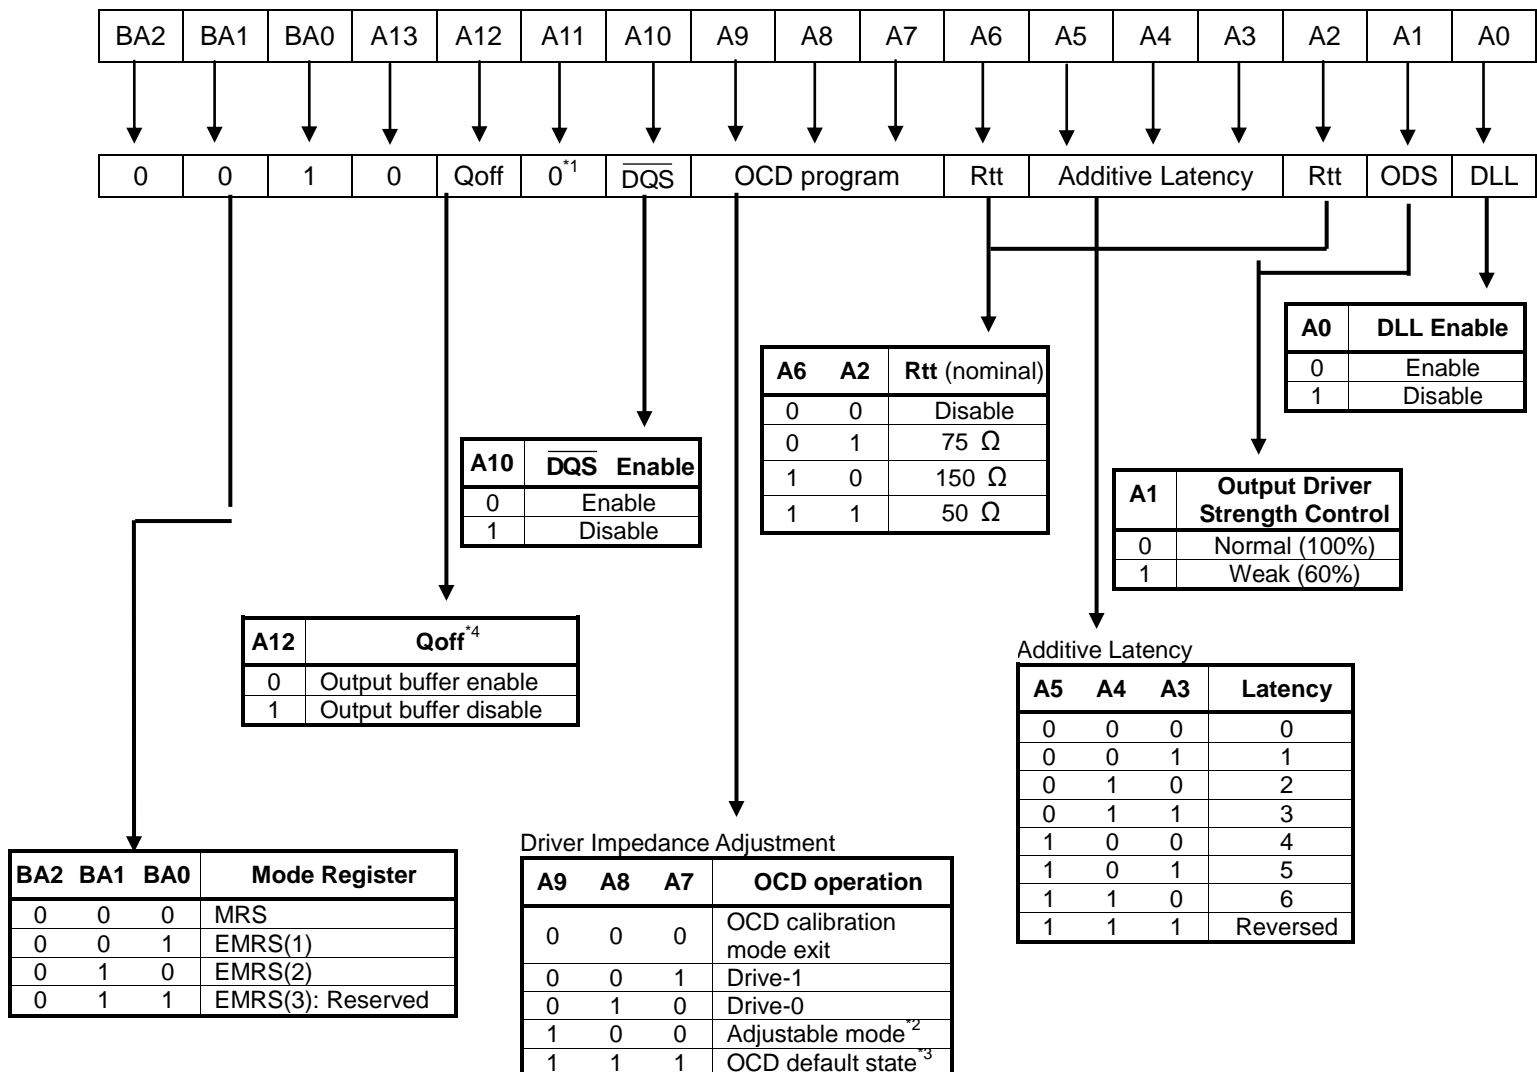 BA2 BA1 BA0 A13 A12 A11 A10 A9 A8 A7 A6 A5 A4 A3 A2 A1 A0
0 0 1 0 Qoff 0*1 DQS OCD program Rtt Additive Latency Rtt ODS DLL
A0 DLL Enable
0 Enable
1 Disable
A6 A2 Rtt (nominal)
0 0 Disable
0 1 75 Ω
1 0 150 Ω
1 1 50 Ω
A10 DQS Enable
0 Enable
1 Disable
A1 Output Driver
Strength Control
0 Normal (100%)
1 Weak (60%)
A12 Qoff*4
0 Output buffer enable
1 Output buffer disable
Additive Latency
A5 A4 A3 Latency
0 0 0 0
0 0 1 1
0 1 0 2
0 1 1 3
1 0 0 4
1 0 1 5
1 1 0 6
1 1 1 Reversed
BA2 BA1 BA0 Mode Register
0 0 0 MRS
0 0 1 EMRS(1)
0 1 0 EMRS(2)
0 1 1 EMRS(3): Reserved
Driver Impedance Adjustment
A9 A8 A7 OCD operation
0 0 0 OCD calibration
mode exit
0 0 1 Drive-1
0 1 0 Drive-0
1 0 0 Adjustable mode*2
1 1 1 OCD default state*3